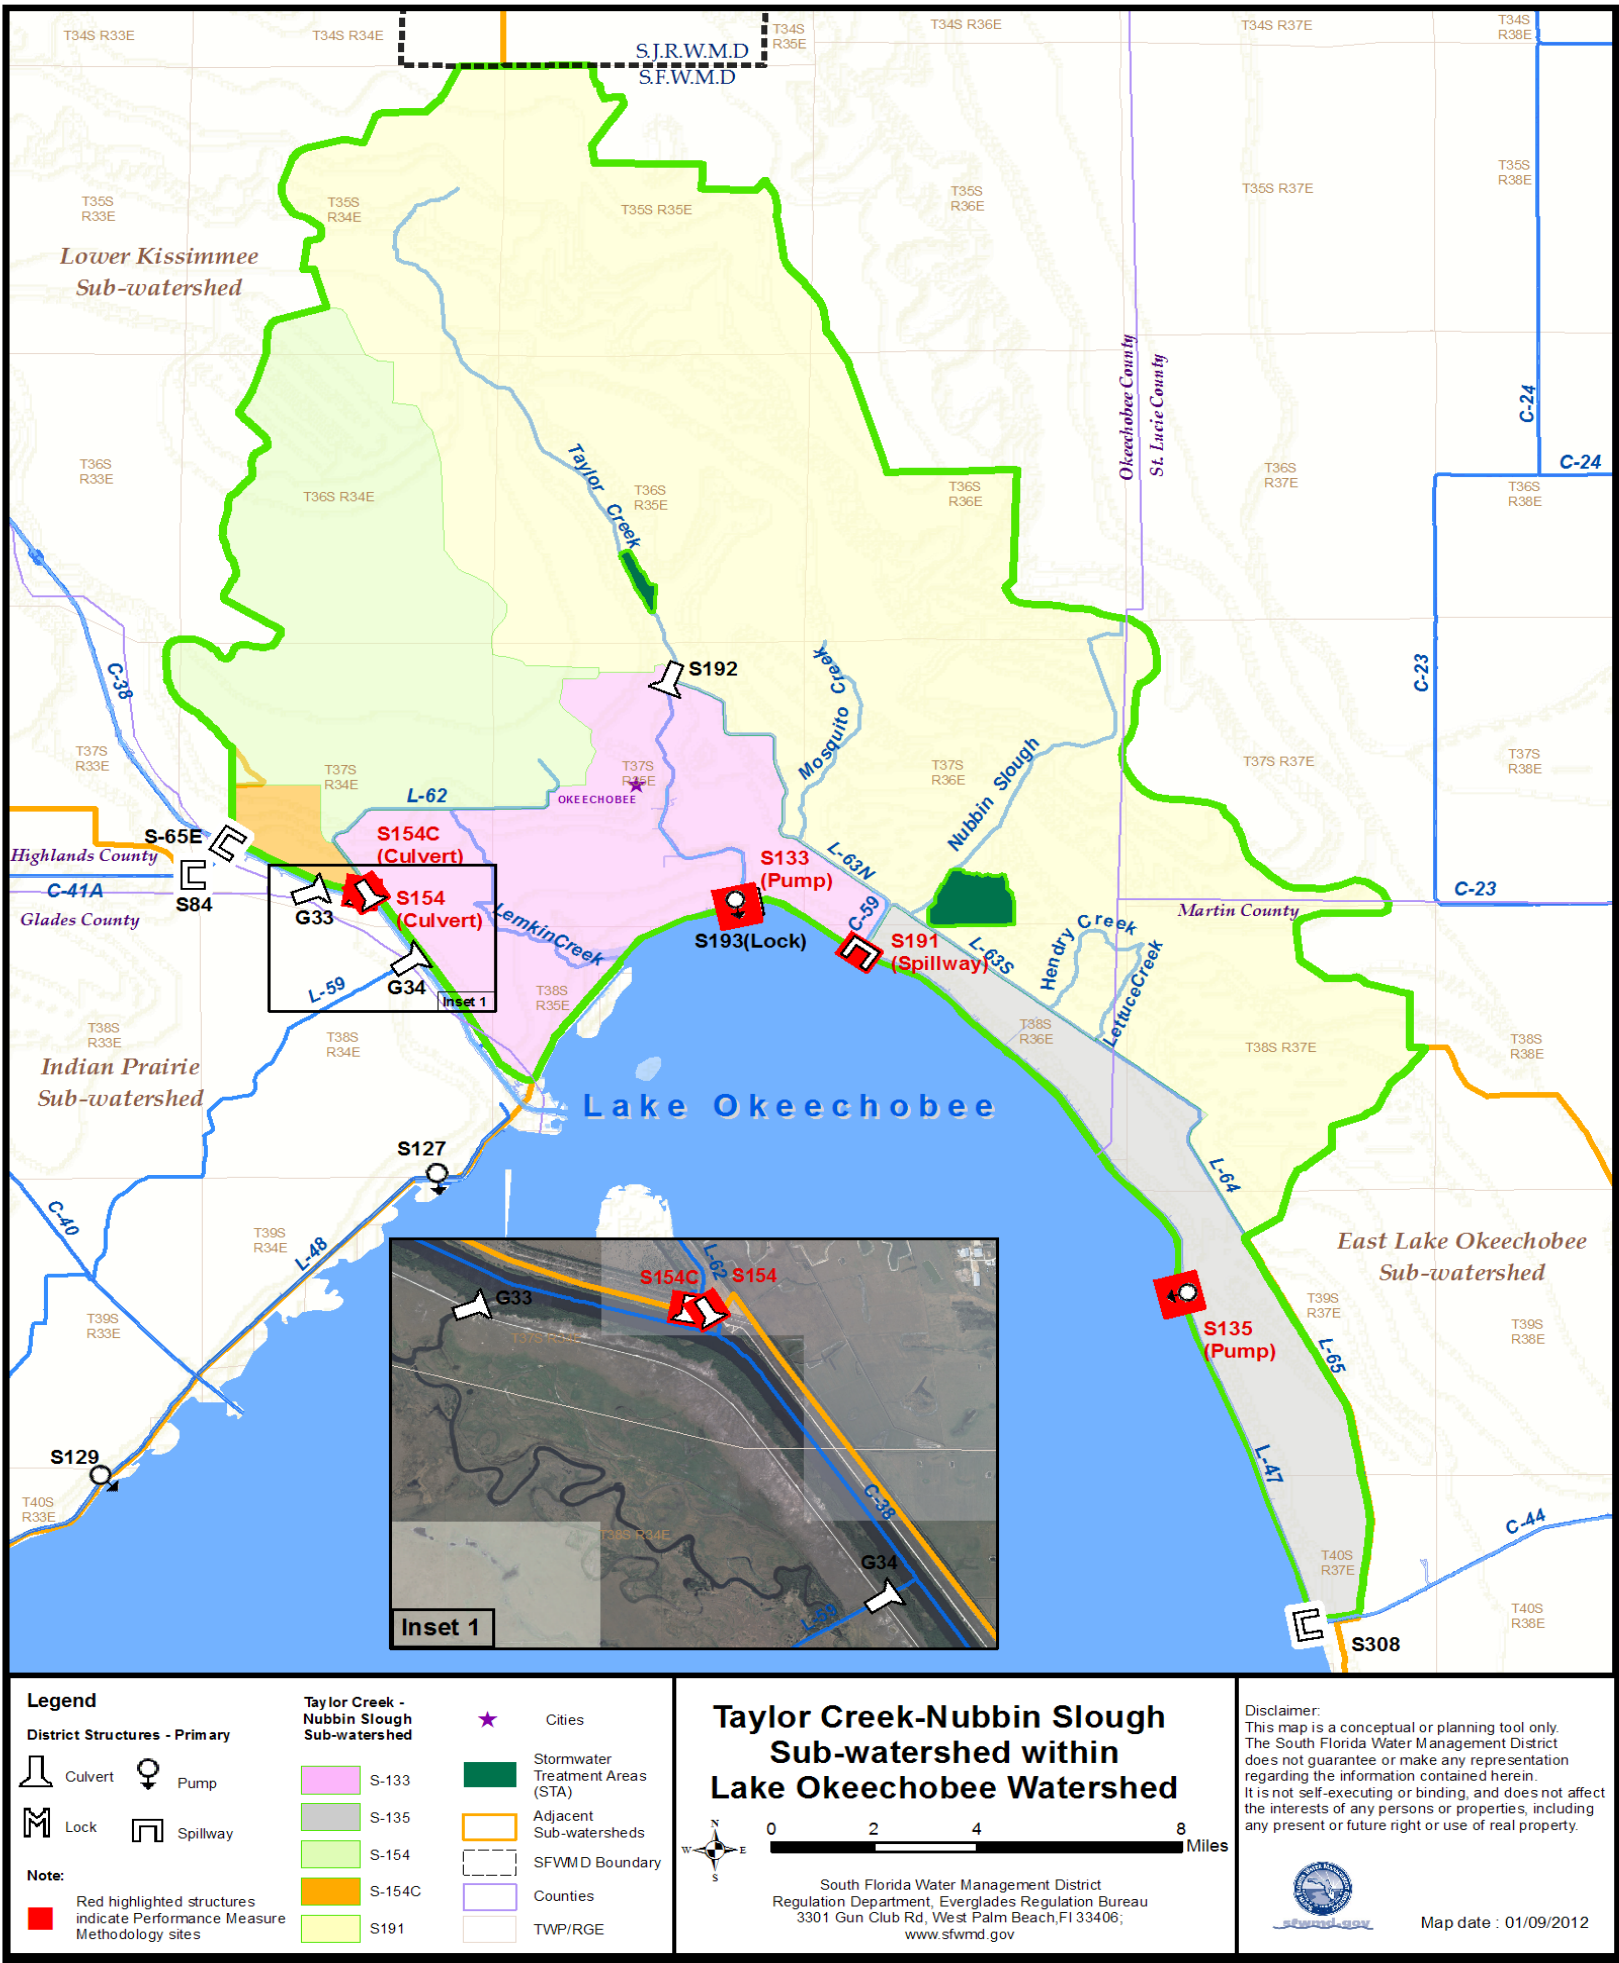 T34S R33E
T34S R34E
T34S
R35E
T34S R36E
T34S R37E
T34S
R38E
S.J.R.W.M.D
S.F.W.M.D
T35S
R33E
T35S
R34E
T35S R35E
T35S
R36E
T35S R37E
T35S
R38E
Lower Kissimmee
Sub-watershed
Okeechobee County
St. Lucie County
C-24
C-24
T36S
R33E
T36S R34E
Taylor Creek
T36S
R35E
T36S
R36E
T36S
R37E
T36S
R38E
C-38
S192
Mosquito Creek
Nubbin Slough
C-23
T37S
R33E
T37S
R34E
T37S
R35E
OKEECHOBEE
T37S
R36E
T37S R37E
T37S
R38E
L-62
S-65E
S154C
(Culvert)
Highlands County
C-41A
Glades County
S84
G33
S154
(Culvert)
S133
(Pump)
L-63N
C-59
S193(Lock)
S191
(Spillway)
L-63S
Hendry Creek
LettuceCreek
Martin County
C-23
LemkinCreek
G34
Inset 1
L-59
T38S
R33E
T38S
R34E
T38S
R35E
T38S
R36E
T38S R37E
T38S
R38E
Indian Prairie
Sub-watershed
Lake Okeechobee
S127
L-64
C-40
L-48
T39S
R34E
T39S
R33E
East Lake Okeechobee
Sub-watershed
T39S
R37E
T39S
R38E
S135
(Pump)
L-65
L-47
S129
T40S
R33E
C-44
T40S
R37E
T40S
R38E
S308
L-62
S154C
S154
G33
T37S R34E
C-38
T38S R34E
G34
L-59
Inset 1
Legend
District Structures - Primary
Culvert
Pump
Lock
Spillway
Note:
Red highlighted structures
indicate Performance Measure
Methodology sites
Taylor Creek -
Nubbin Slough
Sub-watershed
S-133
S-135
S-154
S-154C
S191
Cities
Stormwater
Treatment Areas
(STA)
Adjacent
Sub-watersheds
SFWMD Boundary
Counties
TWP/RGE
Taylor Creek-Nubbin Slough
Sub-watershed within
Lake Okeechobee Watershed
N
W E
S
0 2 4 8
Miles
South Florida Water Management District
Regulation Department, Everglades Regulation Bureau
3301 Gun Club Rd, West Palm Beach,Fl 33406;
www.sfwmd.gov
Disclaimer:
This map is a conceptual or planning tool only.
The South Florida Water Management District
does not guarantee or make any representation
regarding the information contained herein.
It is not self-executing or binding, and does not affect
the interests of any persons or properties, including
any present or future right or use of real property.
sfwmd.gov
Map date : 01/09/2012